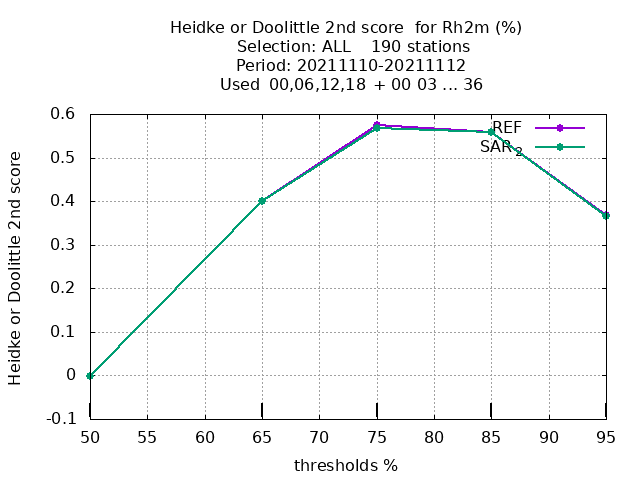 Heidke or Doolittle 2nd score  for Rh2m (%)
Selection: ALL    190 stations
Period: 20211110-20211112
Used  00,06,12,18  + 00 03 ... 36
0.6
0.5
0.4
0.3
0.2
0.1
0
-0.1
Heidke or Doolittle 2nd score
REF
SAR2
50 55 60 65 70 75 80 85 90 95
thresholds %